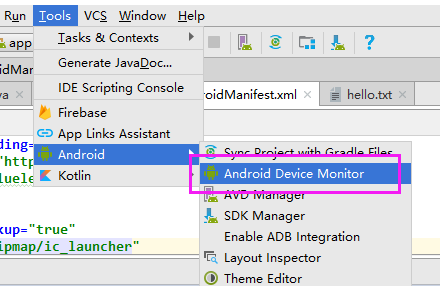 Run Tools VCS Window Help
app
Tasks & Contexts
oidMan
Generate JavaDoc...
IDE Scripting Console
va
roidManifest.xml hello.txt
Firebase
App Links Assistant
ding=
Android
Sync Project with Gradle Files
"http
Kotlin
Android Device Monitor
luele
AVD Manager
SDK Manager
kup="true"
Enable ADB Integration
ipmap/ic_launcher"
Layout Inspector
Theme Editor